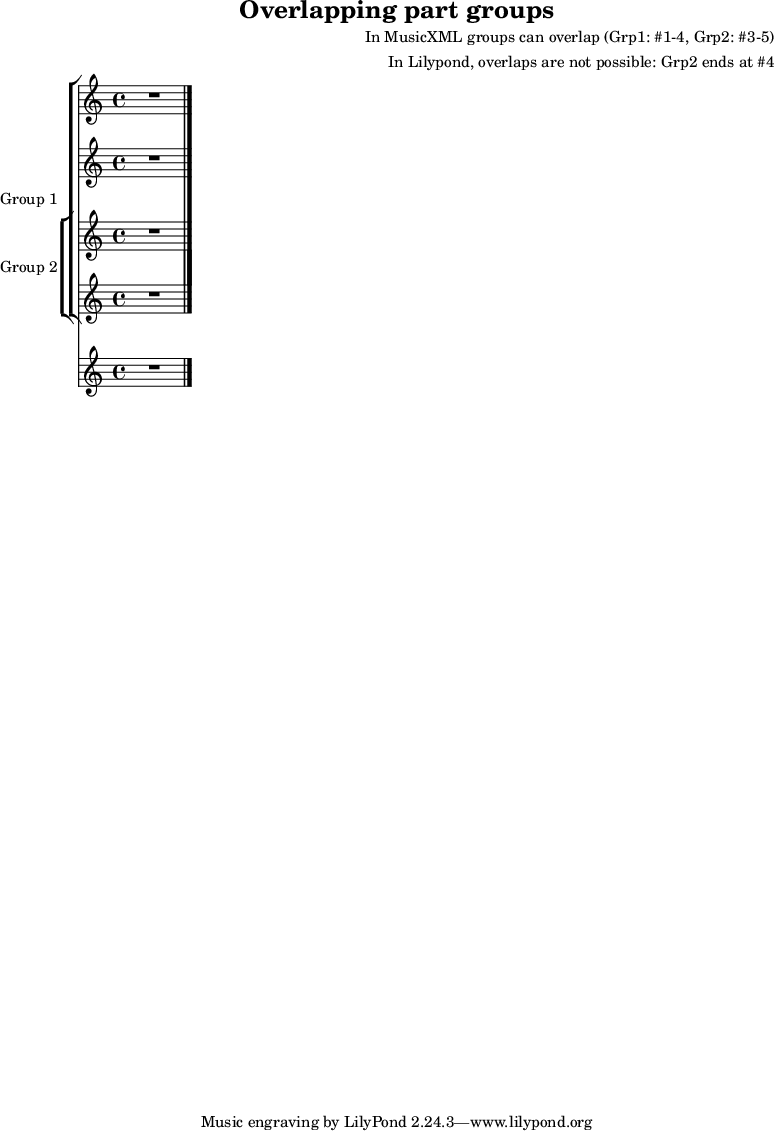 Overlapping part groups
In MusicXML groups can overlap (Grp1: #1-4, Grp2: #3-5)
In Lilypond, overlaps are not possible: Grp2 ends at #4
Group 1
Group 2
Music engraving by LilyPond 2.24.3—www.lilypond.org